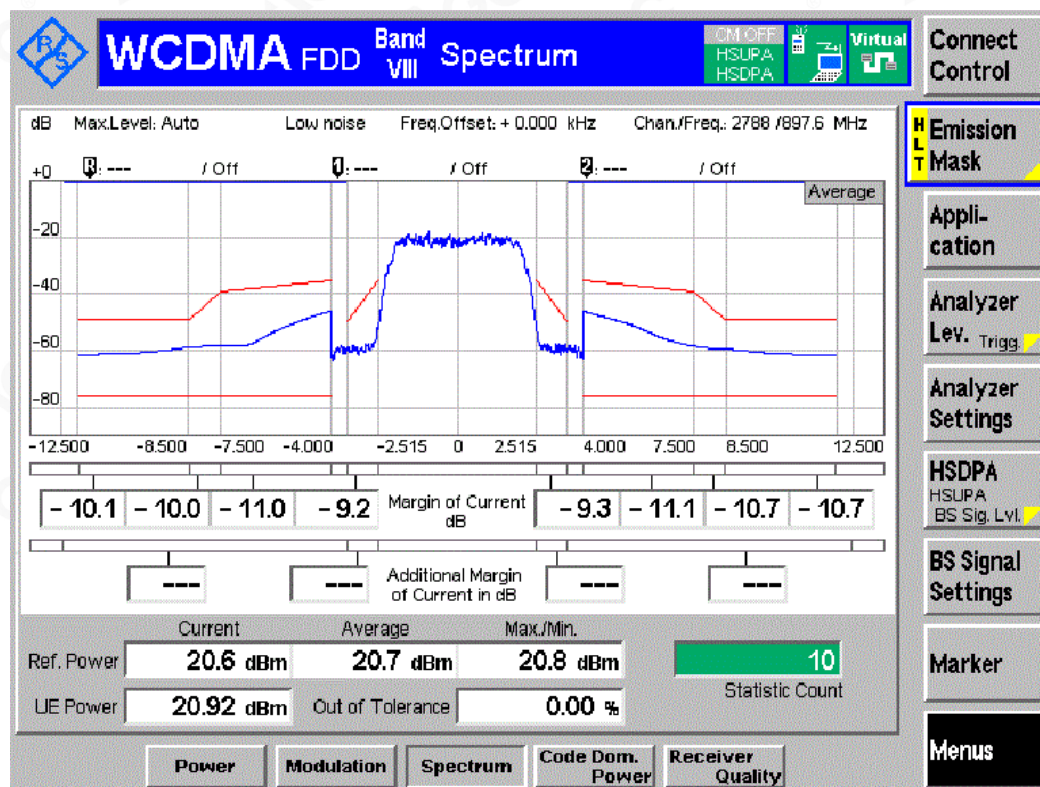 R S
WCDMA FDD Band VIII Spectrum
CM OFF
HSUPA
HSDPA
Virtual
Connect Control
dB Max.Level: Auto Low noise Freq.Offset: + 0.000 kHz Chan./Freq.: 2788 /897.6 MHz
HLT
Emission Mask
+0 R: --- / Off 1: --- / Off 2: --- / Off
Average
-20
-40
-60
-80
-12.500 -8.500 -7.500 -4.000 -2.515 0 2.515 4.000 7.500 8.500 12.500
Appli-
cation
Analyzer
Lev. Trigg.
Analyzer
Settings
- 10.1 - 10.0 - 11.0 - 9.2 Margin of Current dB - 9.3 - 11.1 - 10.7 - 10.7
HSDPA
HSUPA
BS Sig. Lvl.
--- --- Additional Margin of Current in dB --- ---
BS Signal
Settings
Current Average Max./Min.
Ref. Power 20.6 dBm 20.7 dBm 20.8 dBm 10
Statistic Count
UE Power 20.92 dBm Out of Tolerance 0.00 %
Marker
Menus
Power Modulation Spectrum Code Dom. Power Receiver Quality